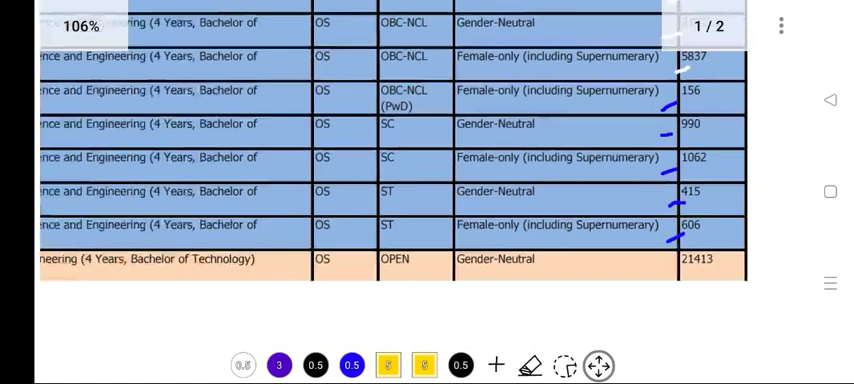 106%
1 / 2
ring (4 Years, Bachelor of OS OBC-NCL Gender-Neutral
nce and Engineering (4 Years, Bachelor of OS OBC-NCL Female-only (including Supernumerary) 5837
nce and Engineering (4 Years, Bachelor of OS OBC-NCL Female-only (including Supernumerary) 156
(PwD)
nce and Engineering (4 Years, Bachelor of OS SC Gender-Neutral 990
nce and Engineering (4 Years, Bachelor of OS SC Female-only (including Supernumerary) 1062
nce and Engineering (4 Years, Bachelor of OS ST Gender-Neutral 415
nce and Engineering (4 Years, Bachelor of OS ST Female-only (including Supernumerary) 606
neering (4 Years, Bachelor of Technology) OS OPEN Gender-Neutral 21413
0.5 3 0.5 0.5 5 5 0.5